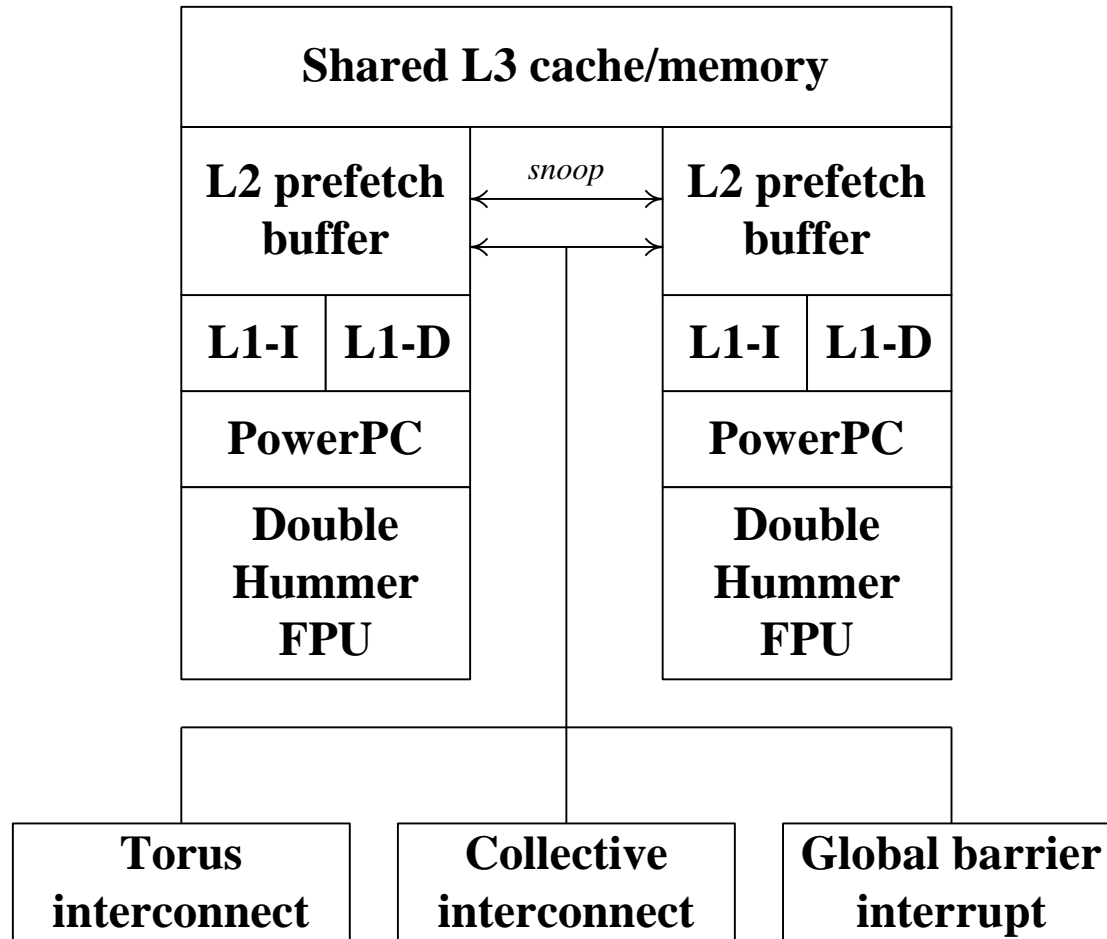 Shared L3 cache/memory
L2 prefetch
buffer
snoop
L2 prefetch
buffer
L1-I
L1-D
L1-I
L1-D
PowerPC
PowerPC
Double
Hummer
FPU
Double
Hummer
FPU
Torus
interconnect
Collective
interconnect
Global barrier
interrupt